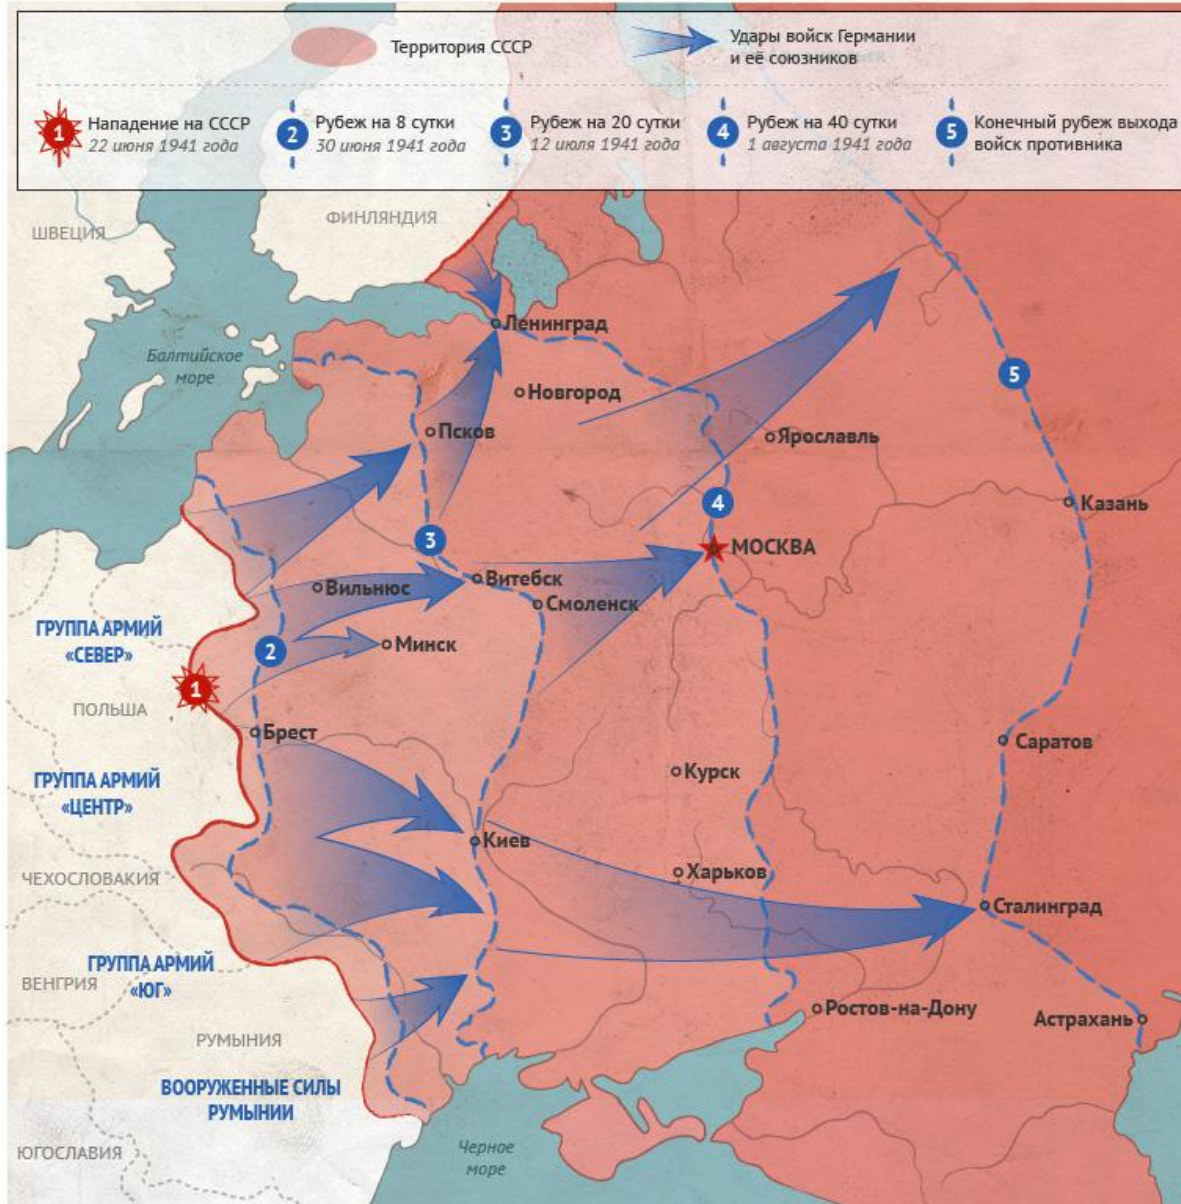 Территория СССР
Удары войск Германии
и её союзников
1
Нападение на СССР
22 июня 1941 года
2
Рубеж на 8 сутки
30 июня 1941 года
3
Рубеж на 20 сутки
12 июля 1941 года
4
Рубеж на 40 сутки
1 августа 1941 года
5
Конечный рубеж выхода
войск противника
ШВЕЦИЯ
ФИНЛЯНДИЯ
Ленинград
Балтийское
море
5
Новгород
Псков
Ярославль
4
Казань
3
МОСКВА
Витебск
Вильнюс
Смоленск
ГРУППА АРМИЙ
«СЕВЕР»
2
Минск
1
ПОЛЬША
Брест
Саратов
ГРУППА АРМИЙ
«ЦЕНТР»
Курск
Киев
ЧЕХОСЛОВАКИЯ
Харьков
Сталинград
ГРУППА АРМИЙ
«ЮГ»
ВЕНГРИЯ
Ростов-на-Дону
Астрахань
РУМЫНИЯ
ВООРУЖЕННЫЕ СИЛЫ
РУМЫНИИ
ЮГОСЛАВИЯ
Черное
море